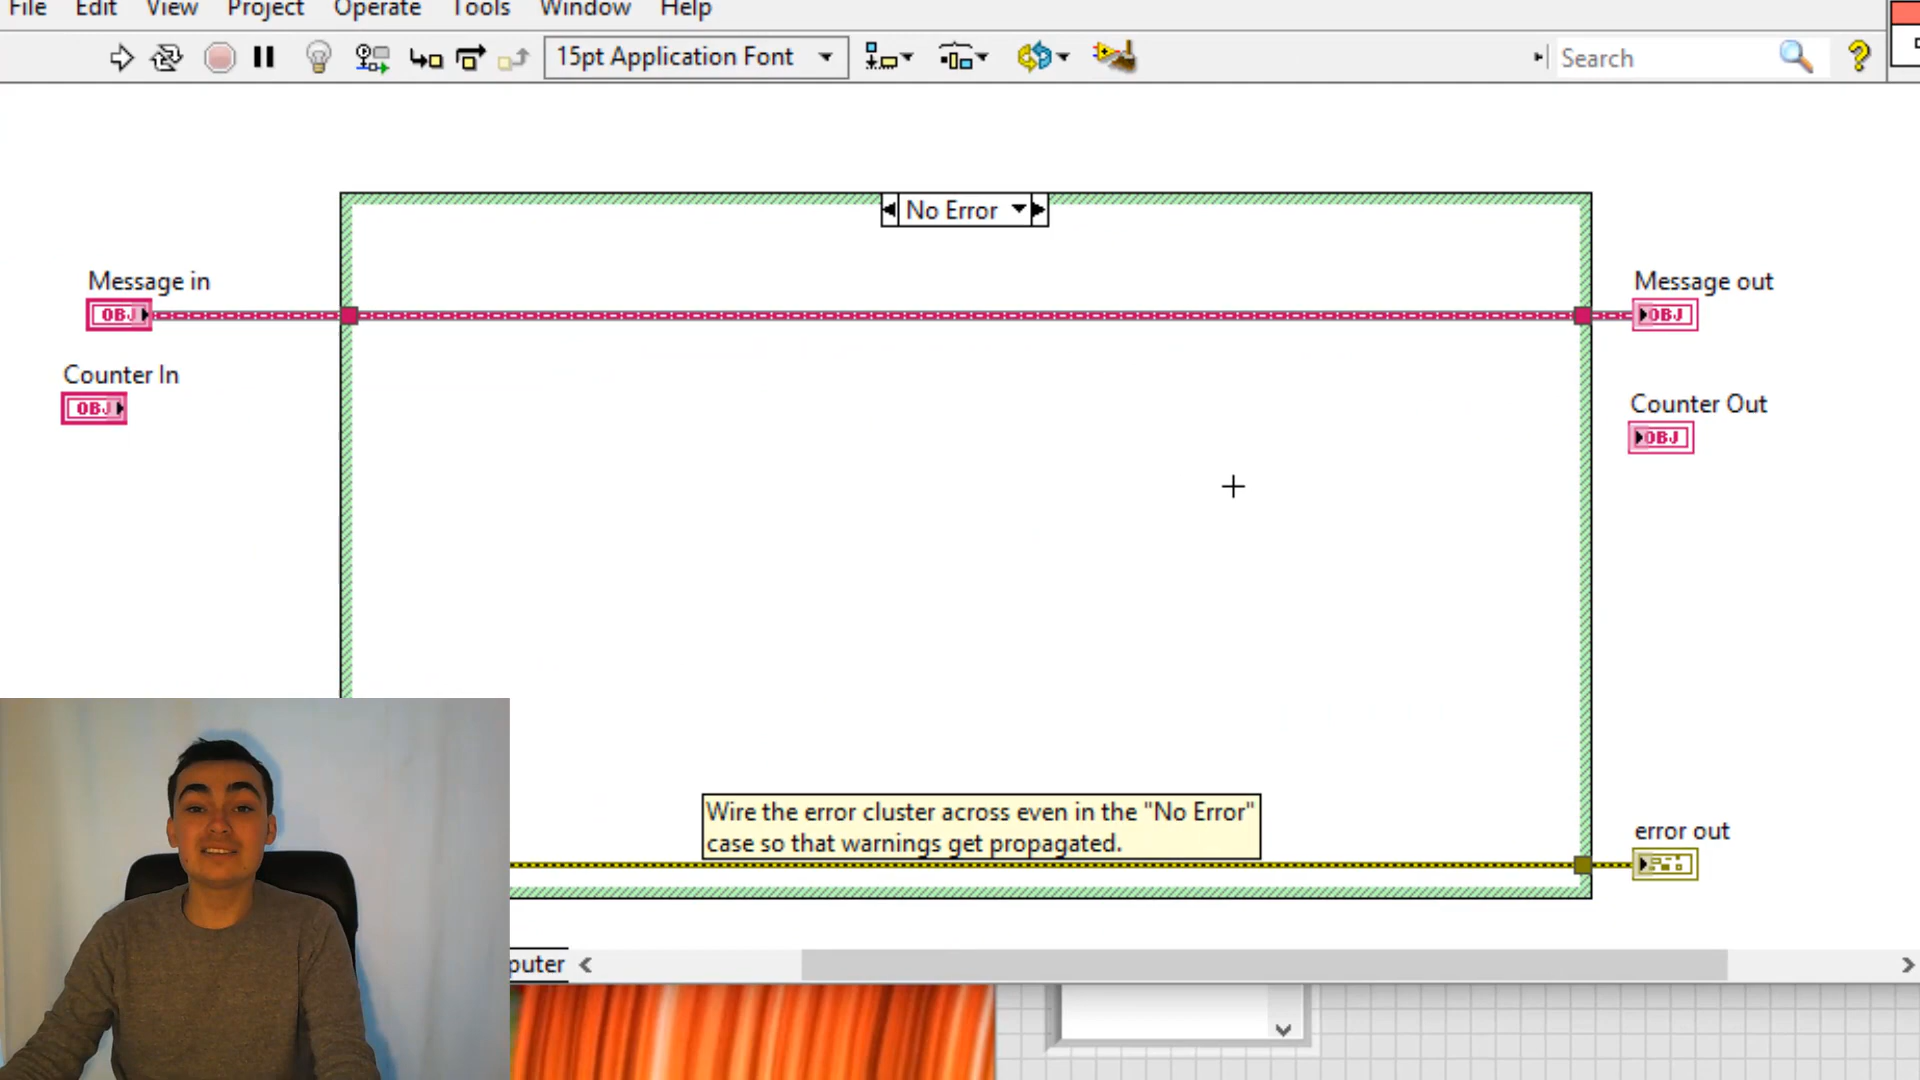 File Edit View Project Operate Tools Window Help
15pt Application Font
Search
No Error
Message in
OBJ
Message out
OBJ
Counter In
OBJ
Counter Out
OBJ
Wire the error cluster across even in the "No Error"
case so that warnings get propagated.
error out
puter